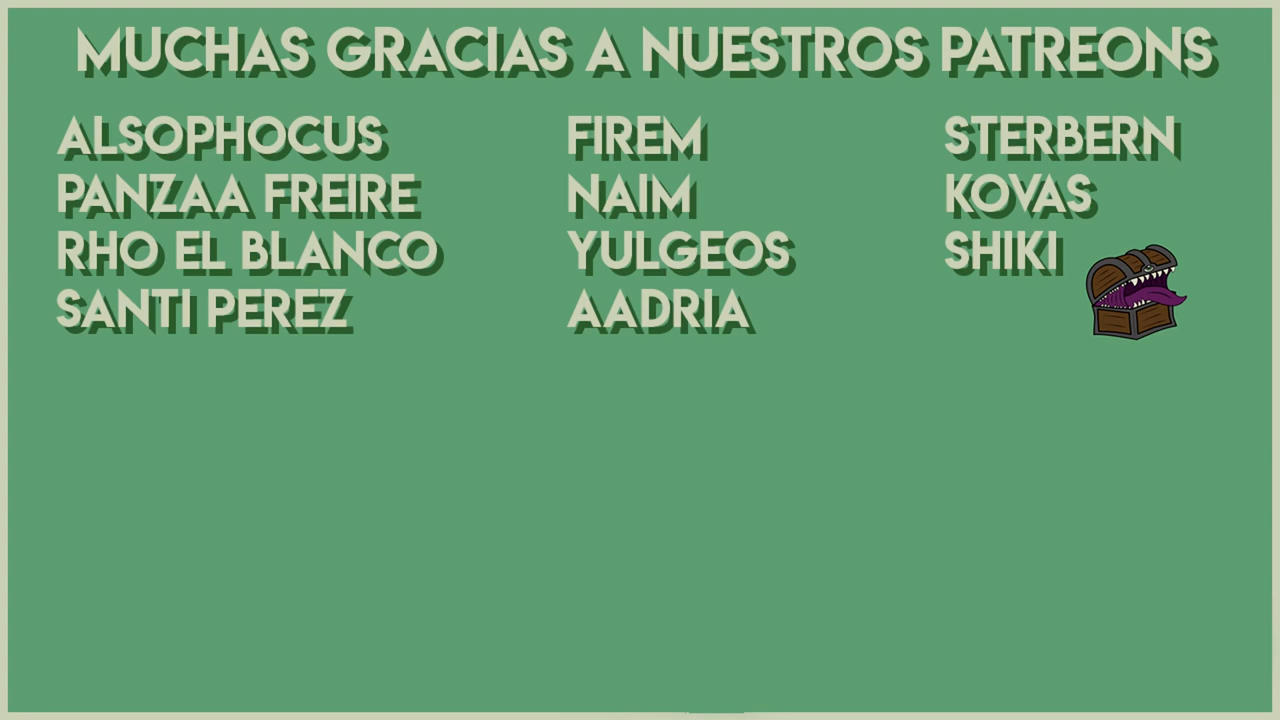 MUCHAS GRACIAS A NUESTROS PATREONS
ALSOPHOCUS
PANZAA FREIRE
RHO EL BLANCO
SANTI PEREZ
FIREM
NAIM
YULGEOS
AADRIA
STERBERN
KOVAS
SHIKI